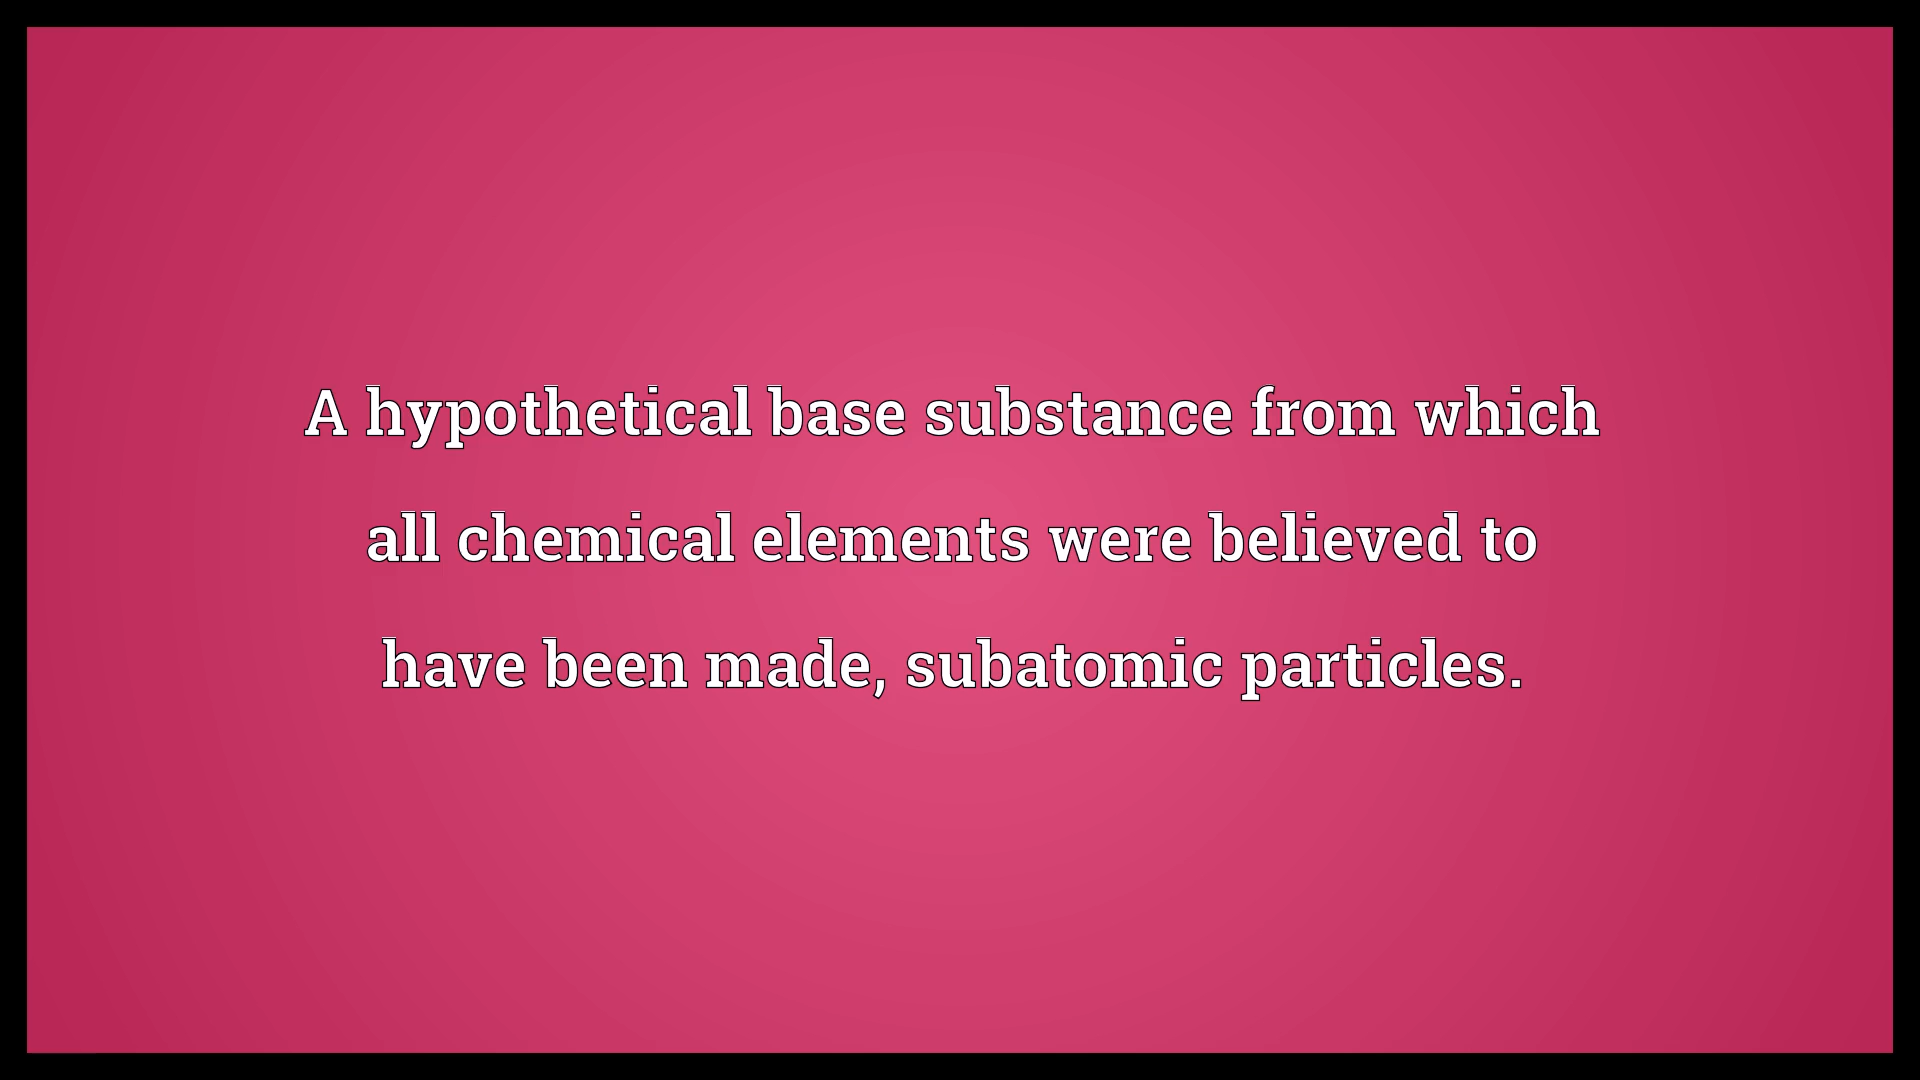 A hypothetical base substance from which
all chemical elements were believed to
have been made, subatomic particles.